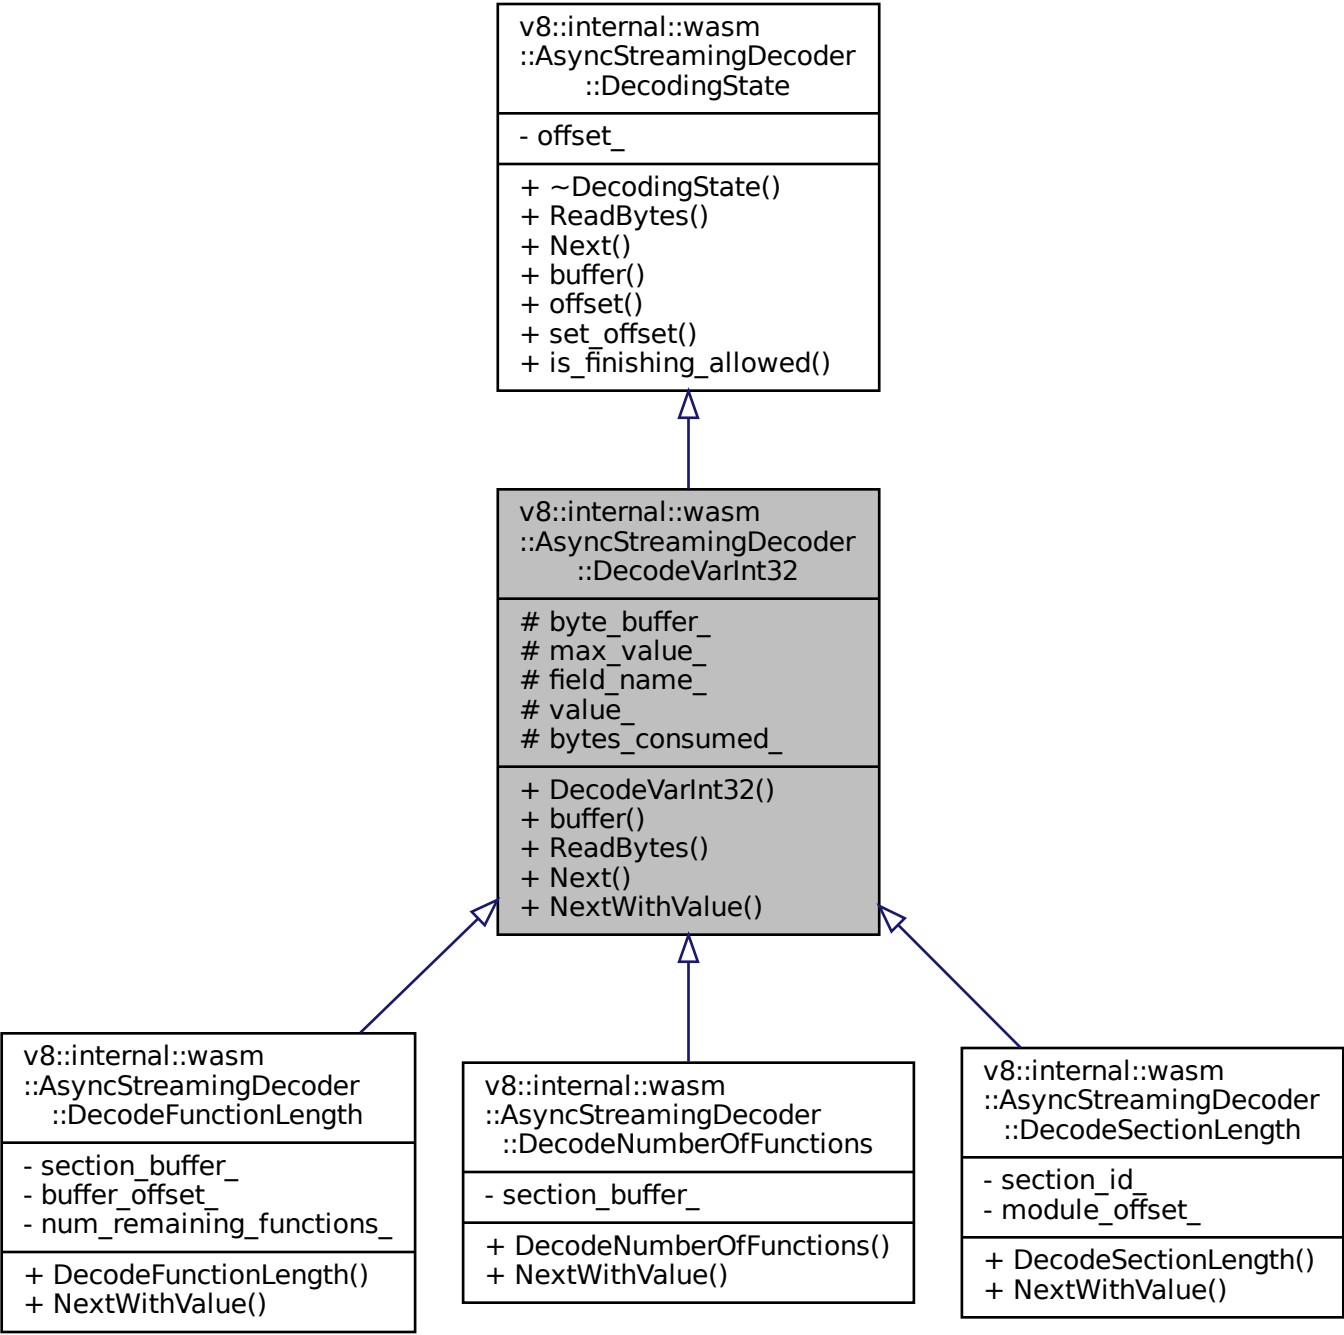 v8::internal::wasm
::AsyncStreamingDecoder
::DecodingState
- offset_
+ ~DecodingState()
+ ReadBytes()
+ Next()
+ buffer()
+ offset()
+ set_offset()
+ is_finishing_allowed()
v8::internal::wasm
::AsyncStreamingDecoder
::DecodeVarInt32
# byte_buffer_
# max_value_
# field_name_
# value_
# bytes_consumed_
+ DecodeVarInt32()
+ buffer()
+ ReadBytes()
+ Next()
+ NextWithValue()
v8::internal::wasm
::AsyncStreamingDecoder
::DecodeFunctionLength
- section_buffer_
- buffer_offset_
- num_remaining_functions_
+ DecodeFunctionLength()
+ NextWithValue()
v8::internal::wasm
::AsyncStreamingDecoder
::DecodeNumberOfFunctions
- section_buffer_
+ DecodeNumberOfFunctions()
+ NextWithValue()
v8::internal::wasm
::AsyncStreamingDecoder
::DecodeSectionLength
- section_id_
- module_offset_
+ DecodeSectionLength()
+ NextWithValue()